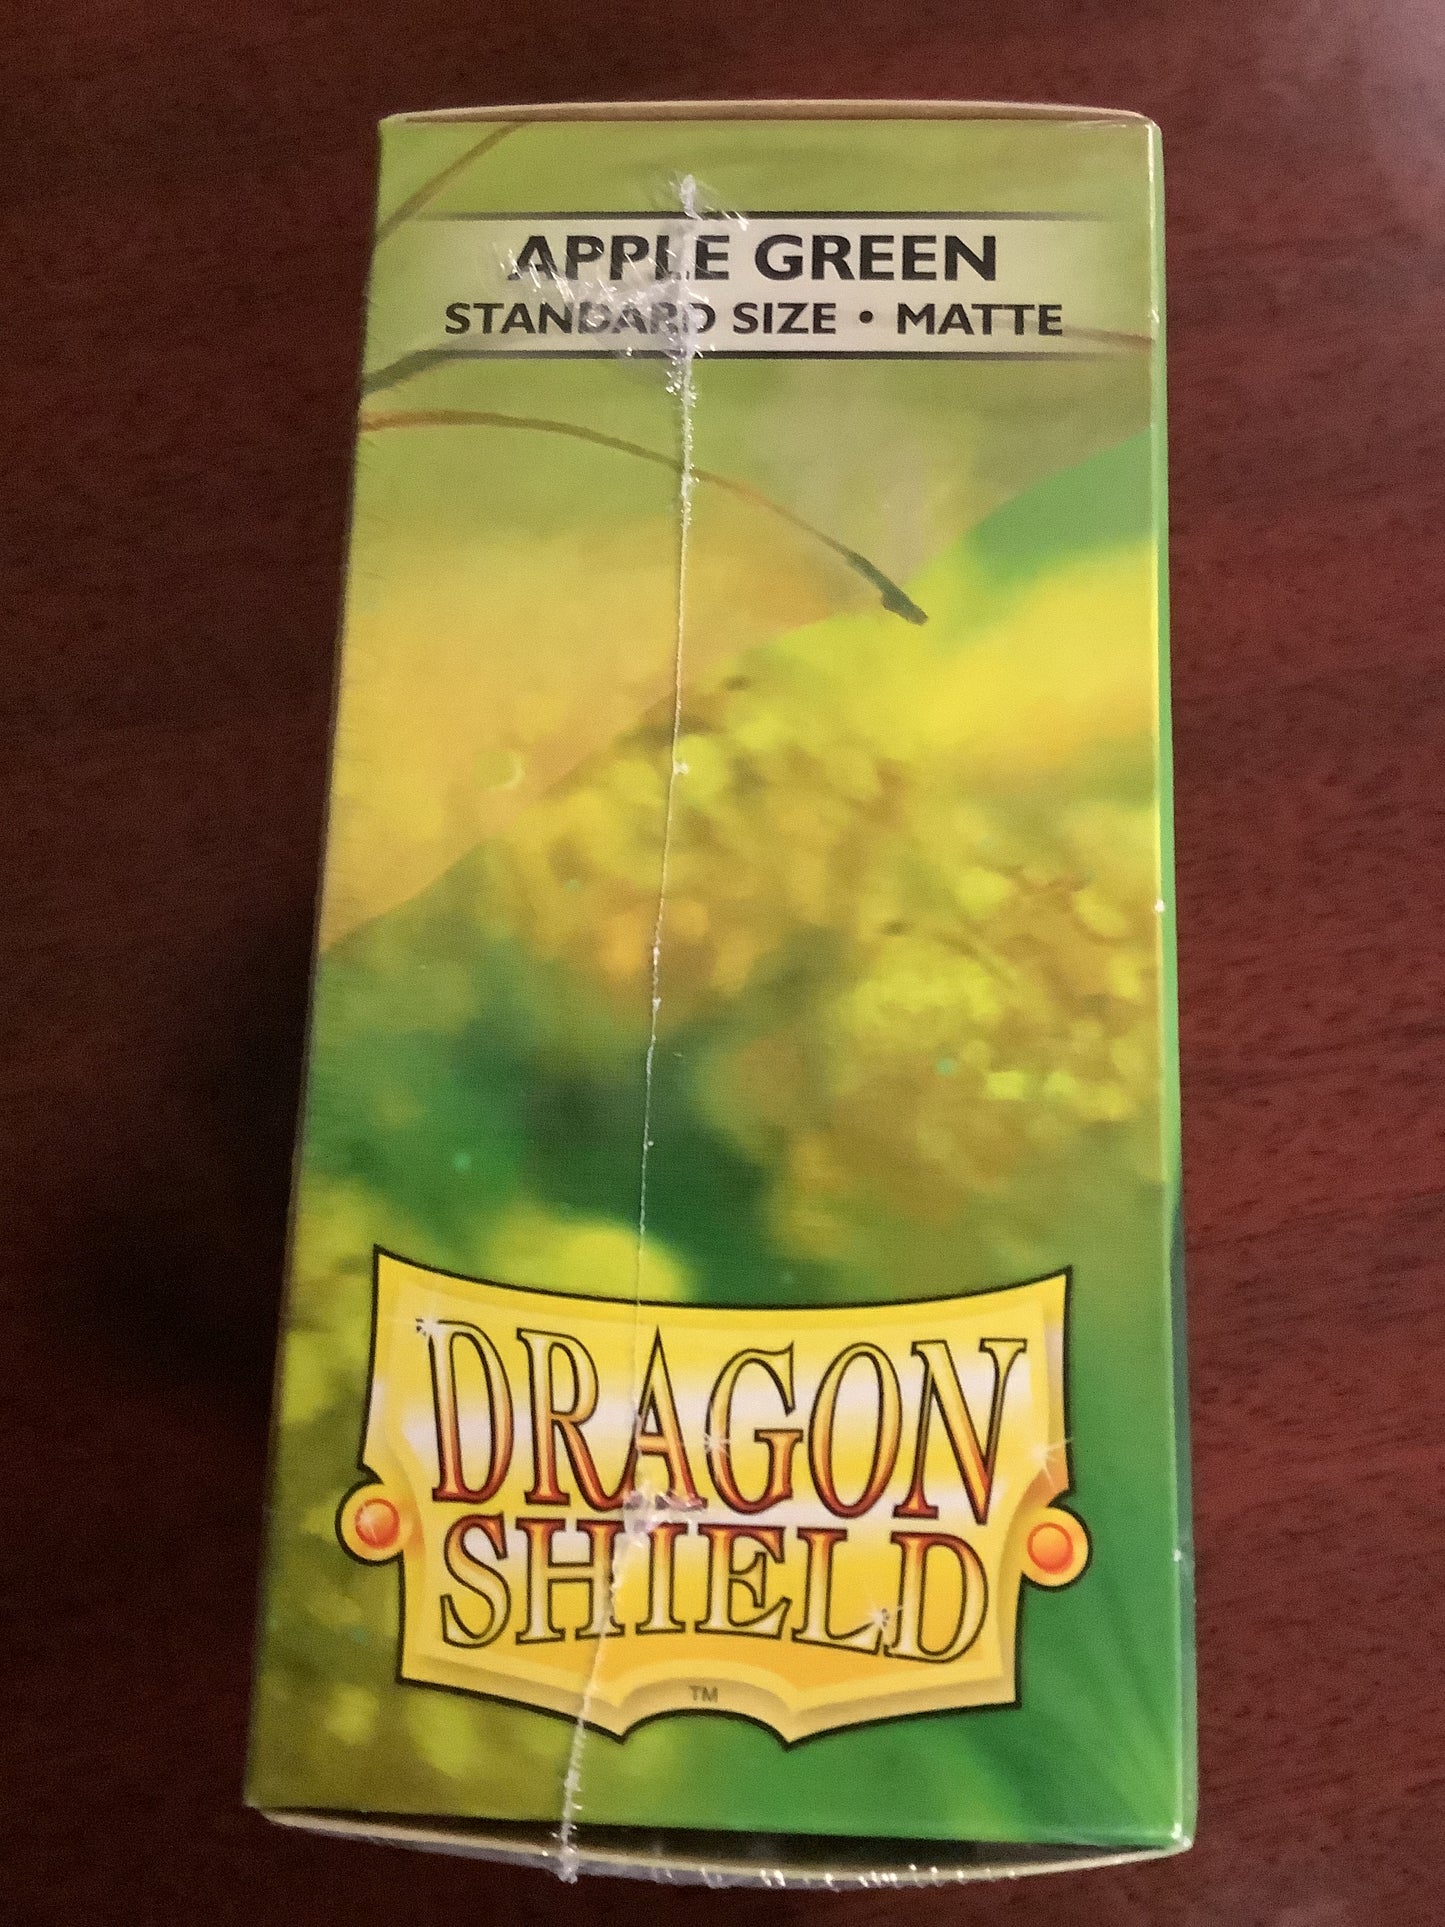 APPLE GREEN
STANDARD SIZE • MATTE
DRAGON
SHIELD
TM